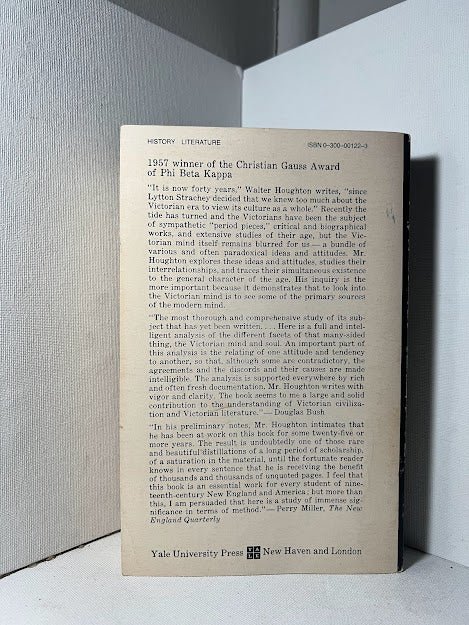 HISTORY LITERATURE ISBN 0-300-00122-3
1957 winner of the Christian Gauss Award
of Phi Beta Kappa
"It is now forty years," Walter Houghton writes, "since
Lytton Strachey decided that we knew too much about the
Victorian era to view its culture as a whole." Recently the
tide has turned and the Victorians have been the subject
of sympathetic "period pieces," critical and biographical
works, and extensive studies of their age, but the Vic-
torian mind itself remains blurred for us—a bundle of
various and often paradoxical ideas and attitudes. Mr.
Houghton explores these ideas and attitudes, studies their
interrelationships, and traces their simultaneous existence
to the general character of the age. His inquiry is the
more important because it demonstrates that to look into
the Victorian mind is to see some of the primary sources
of the modern mind.
"The most thorough and comprehensive study of its sub-
ject that has yet been written. . . . Here is a full and intel-
ligent analysis of the different facets of that many-sided
thing, the Victorian mind and soul. An important part of
this analysis is the relating of one attitude and tendency
to another, so that, although some are contradictory, the
agreements and the discords and their causes are made
intelligible. The analysis is supported everywhere by rich
and often fresh documentation. Mr. Houghton writes with
vigor and clarity. The book seems to me a large and solid
contribution to the understanding of Victorian civiliza-
tion and Victorian literature."—Douglas Bush
"In his preliminary notes, Mr. Houghton intimates that
he has been at work on this book for some twenty-five or
more years. The result is undoubtedly one of those rare
and beautiful distillations of a long period of scholarship,
of a saturation in the material, until the fortunate reader
knows in every sentence that he is receiving the benefit
of thousands and thousands of unquoted pages. I feel that
this book is an essential work for every student of nine-
teenth-century New England and America; but more than
this, I am persuaded that here is a study of immense sig-
nificance in terms of method."—Perry Miller, The New
England Quarterly
Yale University Press YALE New Haven and London